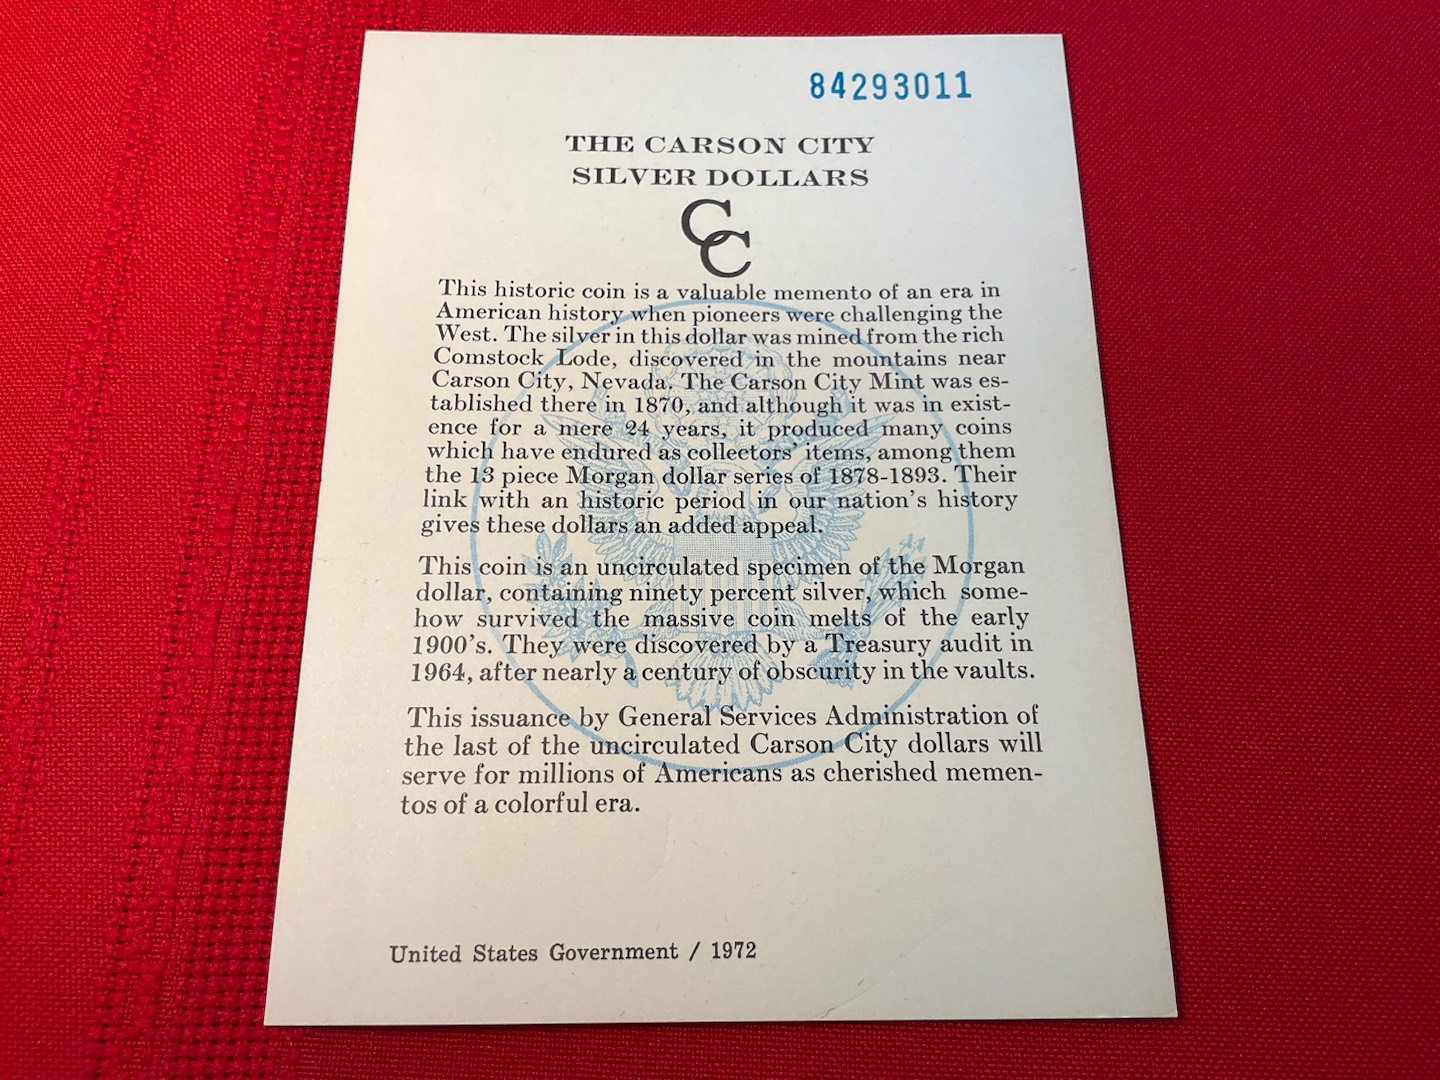 84293011
THE CARSON CITY
SILVER DOLLARS
CC
This historic coin is a valuable memento of an era in
American history when pioneers were challenging the
West. The silver in this dollar was mined from the rich
Comstock Lode, discovered in the mountains near
Carson City, Nevada. The Carson City Mint was es-
tablished there in 1870, and although it was in exist-
ence for a mere 24 years, it produced many coins
which have endured as collectors' items, among them
the 13 piece Morgan dollar series of 1878-1893. Their
link with an historic period in our nation's history
gives these dollars an added appeal.
This coin is an uncirculated specimen of the Morgan
dollar, containing ninety percent silver, which some-
how survived the massive coin melts of the early
1900's. They were discovered by a Treasury audit in
1964, after nearly a century of obscurity in the vaults.
This issuance by General Services Administration of
the last of the uncirculated Carson City dollars will
serve for millions of Americans as cherished memen-
tos of a colorful era.
United States Government / 1972